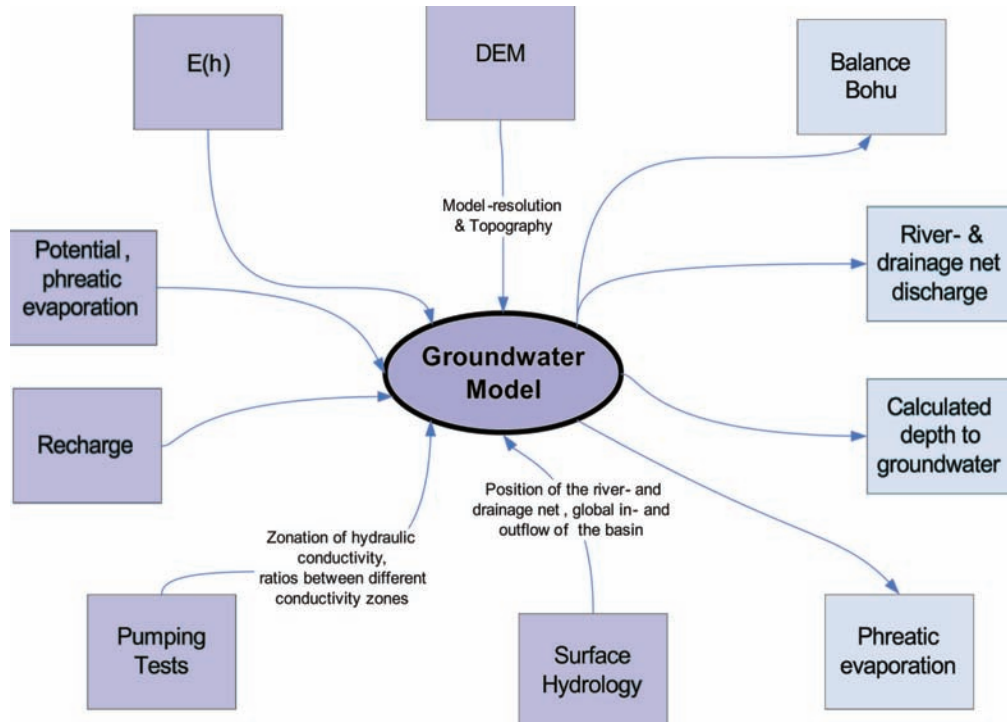 E(h)
DEM
Balance
Bohu
Model-resolution
& Topography
Potential,
phreatic
evaporation
River- &
drainage net
discharge
Groundwater
Model
Recharge
Calculated
depth to
groundwater
Position of the river- and
drainage net, global in- and
outflow of the basin
Zonation of hydraulic
conductivity,
ratios between different
conductivity zones
Pumping
Tests
Surface
Hydrology
Phreatic
evaporation